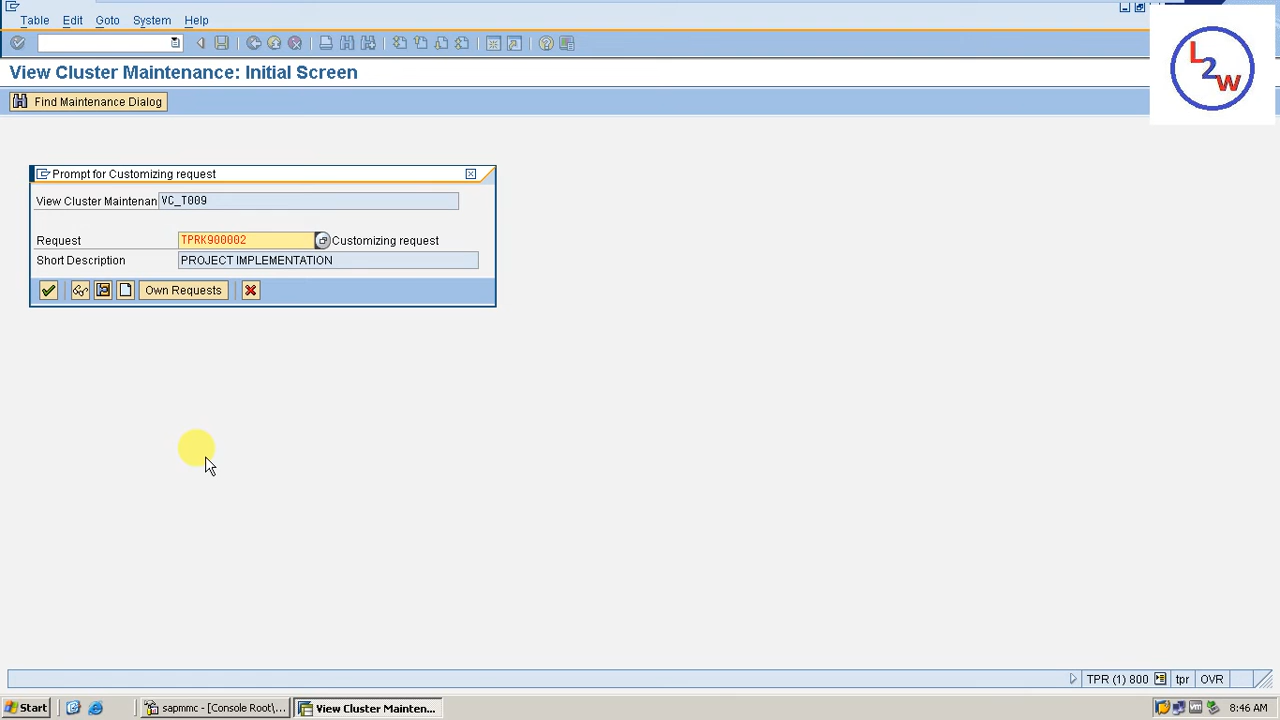 Table Edit Goto System Help
View Cluster Maintenance: Initial Screen
Find Maintenance Dialog
L2W
Prompt for Customizing request
View Cluster Maintenan VC_T009
Request TPRK900002 Customizing request
Short Description PROJECT IMPLEMENTATION
Own Requests
TPR (1) 800 tpr OVR
Start sapmmc - [Console Root\... View Cluster Mainten... 8:46 AM